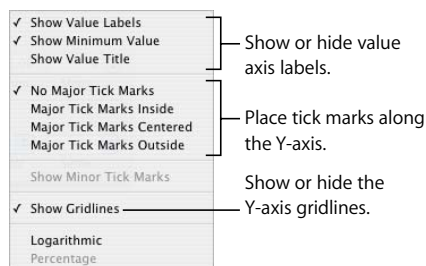 ✓ Show Value Labels
✓ Show Minimum Value
Show Value Title
Show or hide value
axis labels.
✓ No Major Tick Marks
Major Tick Marks Inside
Major Tick Marks Centered
Major Tick Marks Outside
Place tick marks along
the Y-axis.
Show Minor Tick Marks
✓ Show Gridlines
Show or hide the
Y-axis gridlines.
Logarithmic
Percentage